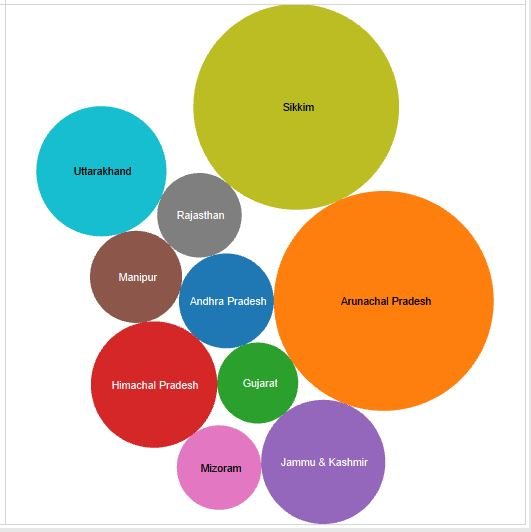 Sikkim
Uttarakhand
Rajasthan
Manipur
Andhra Pradesh
Arunachal Pradesh
Himachal Pradesh
Gujarat
Mizoram
Jammu & Kashmir